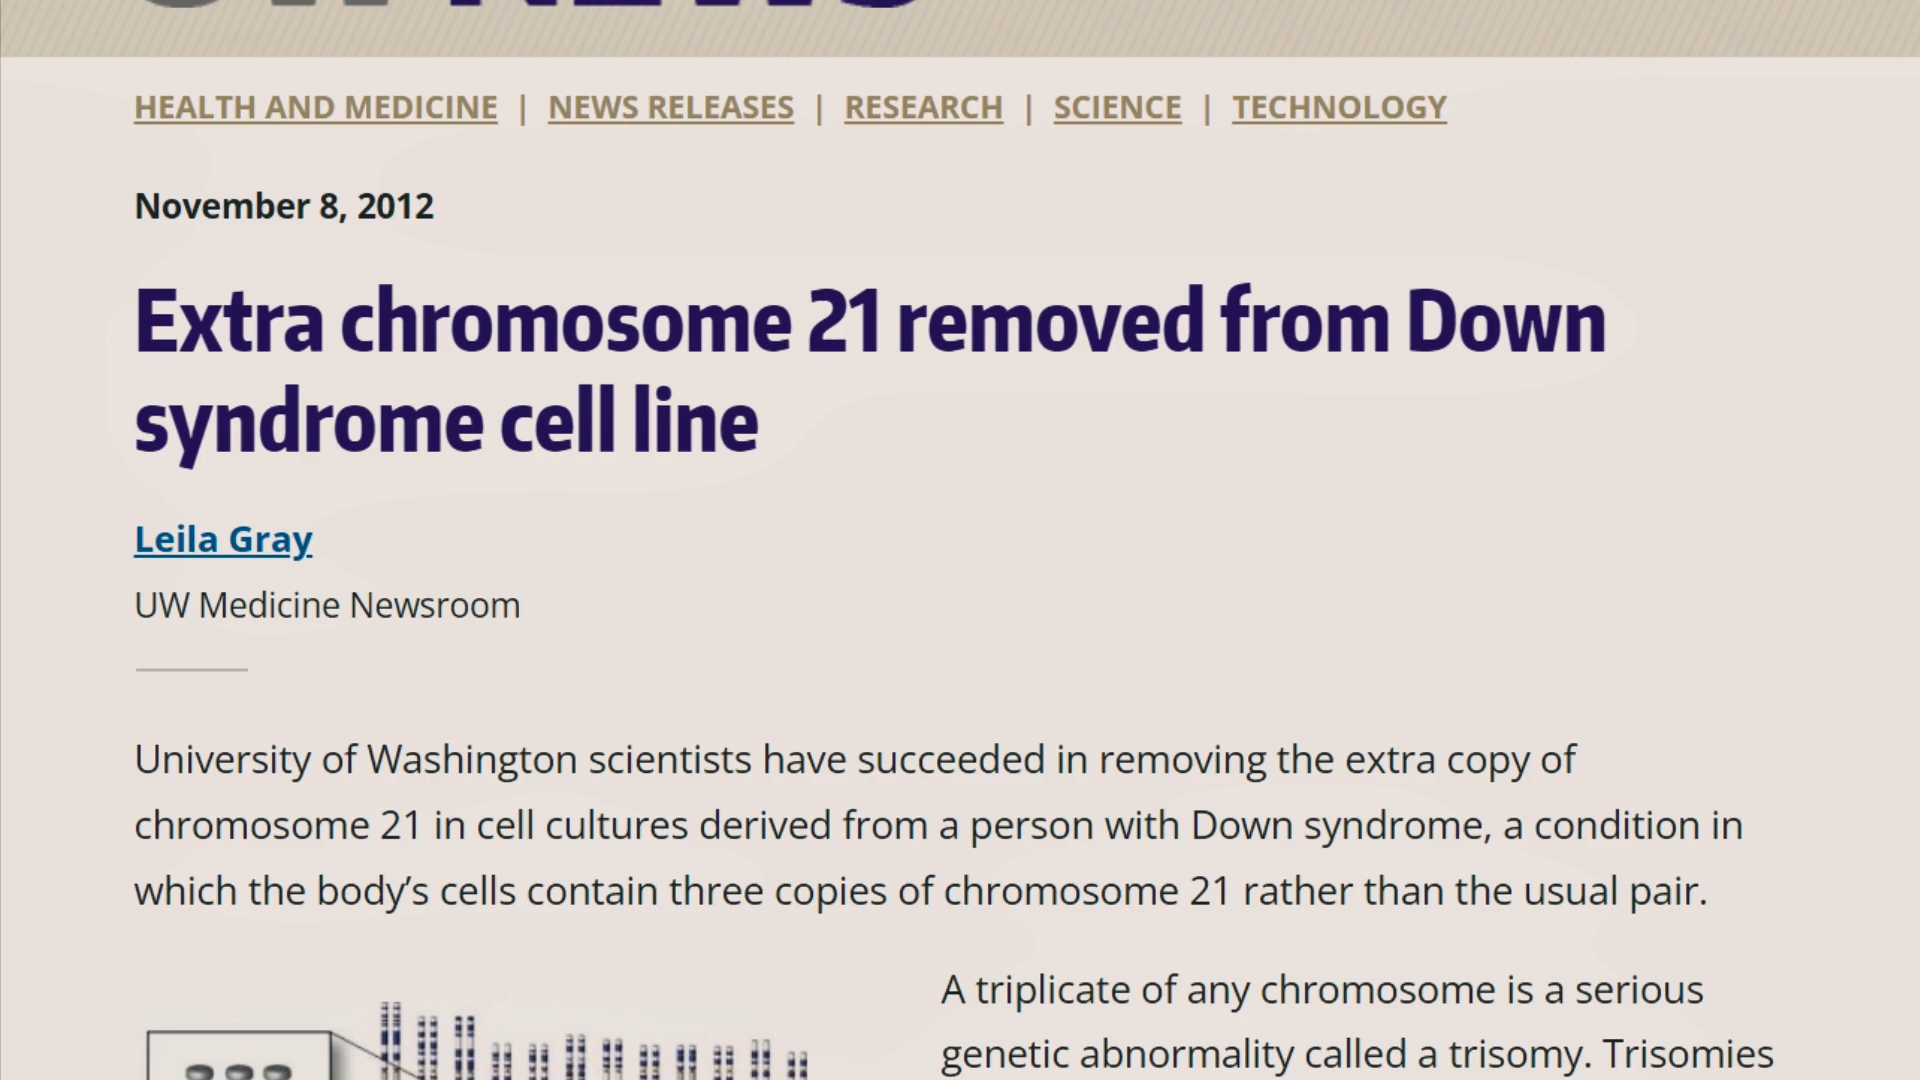 HEALTH AND MEDICINE | NEWS RELEASES | RESEARCH | SCIENCE | TECHNOLOGY
November 8, 2012
Extra chromosome 21 removed from Down
syndrome cell line
Leila Gray
UW Medicine Newsroom
University of Washington scientists have succeeded in removing the extra copy of
chromosome 21 in cell cultures derived from a person with Down syndrome, a condition in
which the body’s cells contain three copies of chromosome 21 rather than the usual pair.
A triplicate of any chromosome is a serious
genetic abnormality called a trisomy. Trisomies